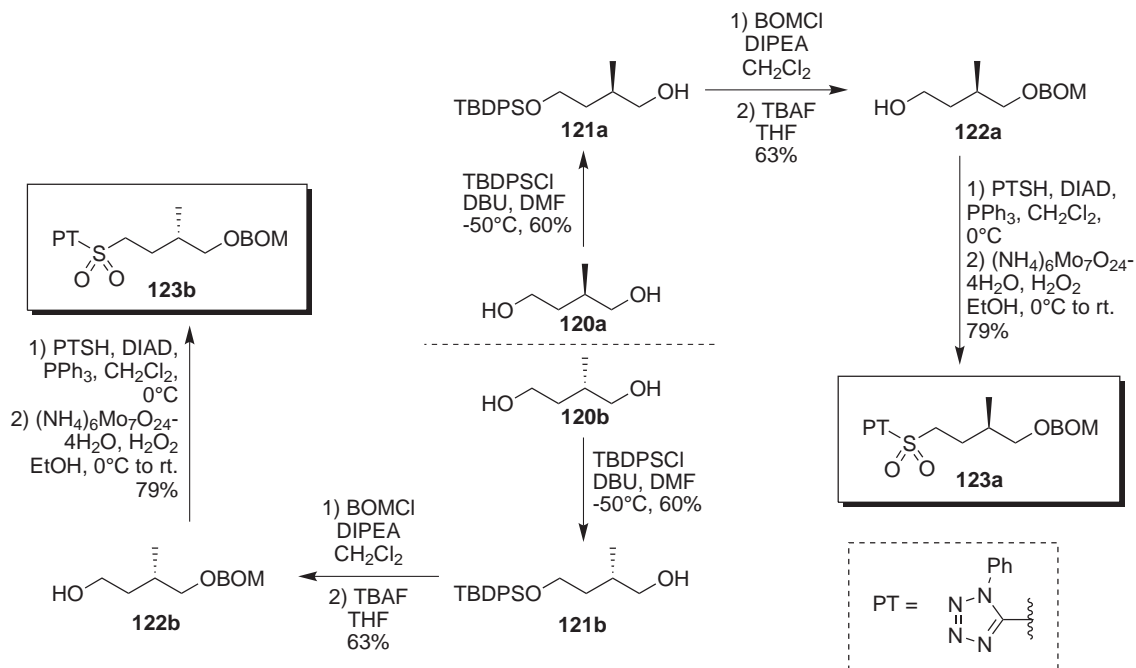 1) BOMCl
DIPEA
CH₂Cl₂
2) TBAF
THF
63%
TBDPSO
OH
121a
HO
OBOM
122a
TBDPSCl
DBU, DMF
-50°C, 60%
1) PTSH, DIAD,
PPh₃, CH₂Cl₂,
0°C
2) (NH₄)₆Mo₇O₂₄-
4H₂O, H₂O₂
EtOH, 0°C to rt.
79%
PT
S
O O
OBOM
123b
HO
OH
120a
1) PTSH, DIAD,
PPh₃, CH₂Cl₂,
0°C
2) (NH₄)₆Mo₇O₂₄-
4H₂O, H₂O₂
EtOH, 0°C to rt.
79%
HO
OH
120b
PT
S
O O
OBOM
123a
TBDPSCl
DBU, DMF
-50°C, 60%
1) BOMCl
DIPEA
CH₂Cl₂
2) TBAF
THF
63%
HO
OBOM
122b
TBDPSO
OH
121b
PT =
Ph
N
N
N
N